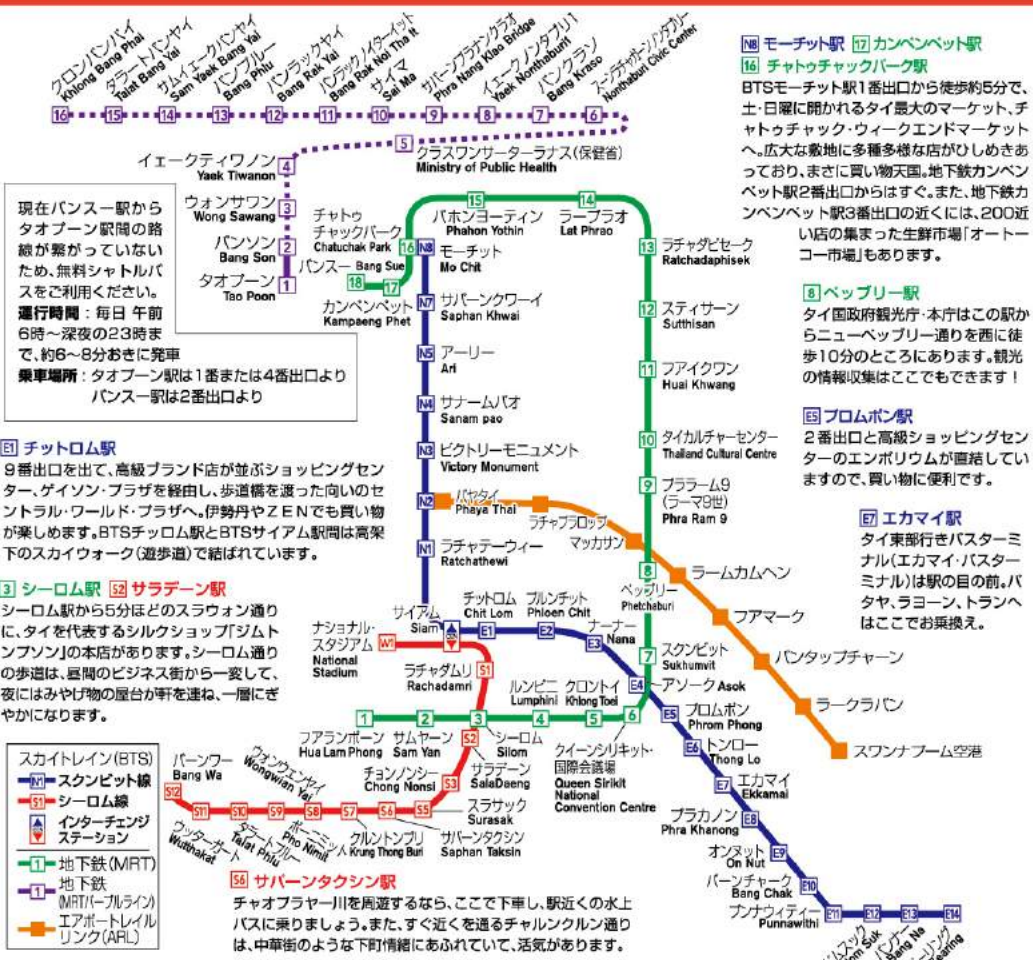 クロンバンパイ
Khlong Bang Phai
タラートバンヤイ
Talat Bang Yai
サムイェークバンヤイ
Sam Yaek Bang Yai
バンプルー
Bang Phlu
バンラックヤイ
Bang Rak Yai
バンラックノイターイット
Bang Rak Noi Tha It
サイマ
Sai Ma
サパーンプラナンクラオ
Phra Nang Klao Bridge
イェークノンタブリ1
Yaek Nonthaburi1
バンクラソ
Bang Kraso
Nonthaburi Civic Center
16 15 14 13 12 11 10 9 8 7 6
5
クラスワンサーターラナス(保健省)
Ministry of Public Health
イェークティワノン 4
Yaek Tiwanon
ウォンサワン 3
Wong Sawang
バンソン 2
Bang Son
タオプーン 1
Tao Poon
現在バンスー駅から
タオプーン駅間の路
線が繋がっていない
ため、無料シャトルバ
スをご利用ください。
運行時間：毎日 午前
6時～深夜の23時ま
で、約6～8分おきに発車
乗車場所：タオプーン駅は1番または4番出口より
バンスー駅は2番出口より
チャトゥ
チャックパーク
Chatuchak Park
16
バンスー Bang Sue
18 17
カンペンペット
Kampaeng Phet
15
パホンヨーティン
Phahon Yothin
14
ラープラオ
Lat Phrao
13 ラチャダピセーク
Ratchadaphisek
12 スティサーン
Sutthisan
11 フアイクワン
Huai Khwang
10 タイカルチャーセンター
Thailand Cultural Centre
9 プララーム9
(ラーマ9世)
Phra Ram 9
8
ペッブリー
Phetchaburi
7 スクンビット
Sukhumvit
N8 モーチット
Mo Chit
N7 サパーンクワーイ
Saphan Khwai
N5 アーリー
Ari
N4 サナームパオ
Sanam pao
N3 ビクトリーモニュメント
Victory Monument
N2 パヤタイ
Phaya Thai
N1 ラチャテーウィー
Ratchathewi
ラチャプラロップ
マッカサン
ラームカムヘン
フアマーク
バンタップチャーン
ラークラバン
スワンナプーム空港
サイアム
Siam
チットロム
Chit Lom
E1
プルンチット
Phloen Chit
E2
ナーナー
Nana
E3
E4 アソーク Asok
E5 プロムポン
Phrom Phong
E6 トンロー
Thong Lo
E7 エカマイ
Ekkamai
プラカノン E8
Phra Khanong
オンヌット E9
On Nut
バーンチャーク E10
Bang Chak
プンナウィティー
Punnawithi
E11 E12 E13 E14
バンナー
Bang Na
ナショナル・
スタジアム
National
Stadium
W1
ラチャダムリ
Rachadamri
S1
ルンピニ
Lumphini
クロントイ
Khlong Toei
1 2 3 4 5 6
フアランポーン
Hua Lam Phong
サムヤーン
Sam Yan
シーロム
Silom
クイーンシリキット・
国際会議場
Queen Sirikit
National
Convention Centre
S2
サラデーン
SalaDaeng
チョンノンシー
Chong Nonsi
S3
スラサック
Surasak
サパーンタクシン
Saphan Taksin
クルントンブリ
Krung Thong Buri
ポーニミット
Pho Nimit
タラートプルー
Talat Phlu
ウォンウエンヤイ
Wongwian Yai
ウッターガート
Wutthakat
バーンワー
Bang Wa
S12 S11 S10 S9 S8 S7 S6 S5
N8 モーチット駅 17 カンペンペット駅
16 チャトゥチャックパーク駅
BTSモーチット駅1番出口から徒歩約5分で、
土・日曜に開かれるタイ最大のマーケット、チ
ャトゥチャック・ウィークエンドマーケット
へ。広大な敷地に多種多様な店がひしめきあ
っており、まさに買い物天国。地下鉄カンペン
ペット駅2番出口からはすぐ。また、地下鉄カ
ンペンペット駅3番出口の近くには、200近
い店の集まった生鮮市場「オートー
コー市場」もあります。
8 ペッブリー駅
タイ国政府観光庁・本庁はこの駅か
らニューペッブリー通りを西に徒
歩10分のところにあります。観光
の情報収集はここでもできます！
E5 プロムポン駅
2番出口と高級ショッピングセン
ターのエンポリウムが直結してい
ますので、買い物に便利です。
E7 エカマイ駅
タイ東部行きバスターミ
ナル(エカマイ・バスター
ミナル)は駅の目の前。パ
タヤ、ラヨーン、トランへ
はここでお乗換え。
E1 チットロム駅
9番出口を出て、高級ブランド店が並ぶショッピングセン
ター、ゲイソン・プラザを経由し、歩道橋を渡った向いのセ
ントラル・ワールド・プラザへ。伊勢丹やZENでも買い物
が楽しめます。BTSチッロム駅とBTSサイアム駅間は高架
下のスカイウォーク(遊歩道)で結ばれています。
3 シーロム駅 S2 サラデーン駅
シーロム駅から5分ほどのスラウォン通り
に、タイを代表するシルクショップ「ジムト
ンプソン」の本店があります。シーロム通り
の歩道は、昼間のビジネス街から一変して、
夜にはみやげ物の屋台が軒を連ね、一層にぎ
やかになります。
スカイトレイン(BTS)
N1 スクンビット線
S1 シーロム線
インターチェンジ
ステーション
1 地下鉄(MRT)
1 地下鉄
(MRTパープルライン)
エアポートレイル
リンク(ARL)
S6 サパーンタクシン駅
チャオプラヤー川を周遊するなら、ここで下車し、駅近くの水上
バスに乗りましょう。また、すぐ近くを通るチャルンクルン通り
は、中華街のような下町情緒にあふれていて、活気があります。